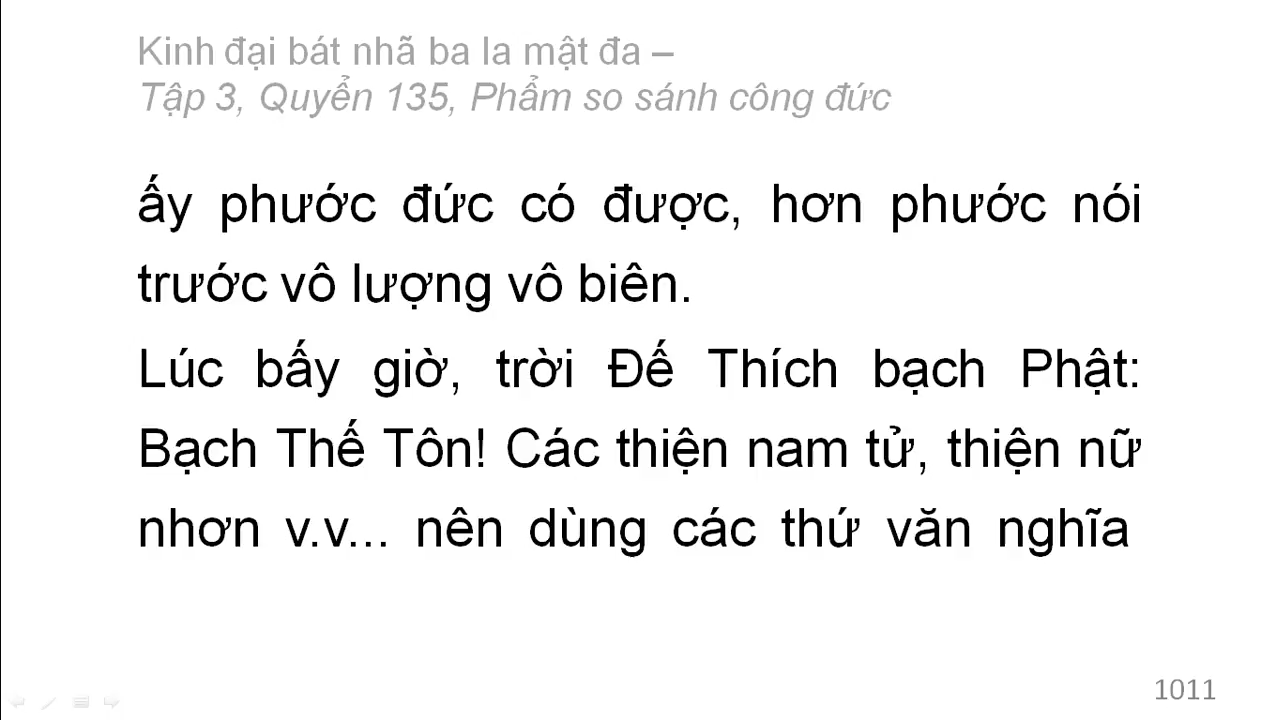 Kinh đại bát nhã ba la mật đa –
Tập 3, Quyển 135, Phẩm so sánh công đức
ấy phước đức có được, hơn phước nói
trước vô lượng vô biên.
Lúc bấy giờ, trời Đế Thích bạch Phật:
Bạch Thế Tôn! Các thiện nam tử, thiện nữ
nhơn v.v... nên dùng các thứ văn nghĩa
1011